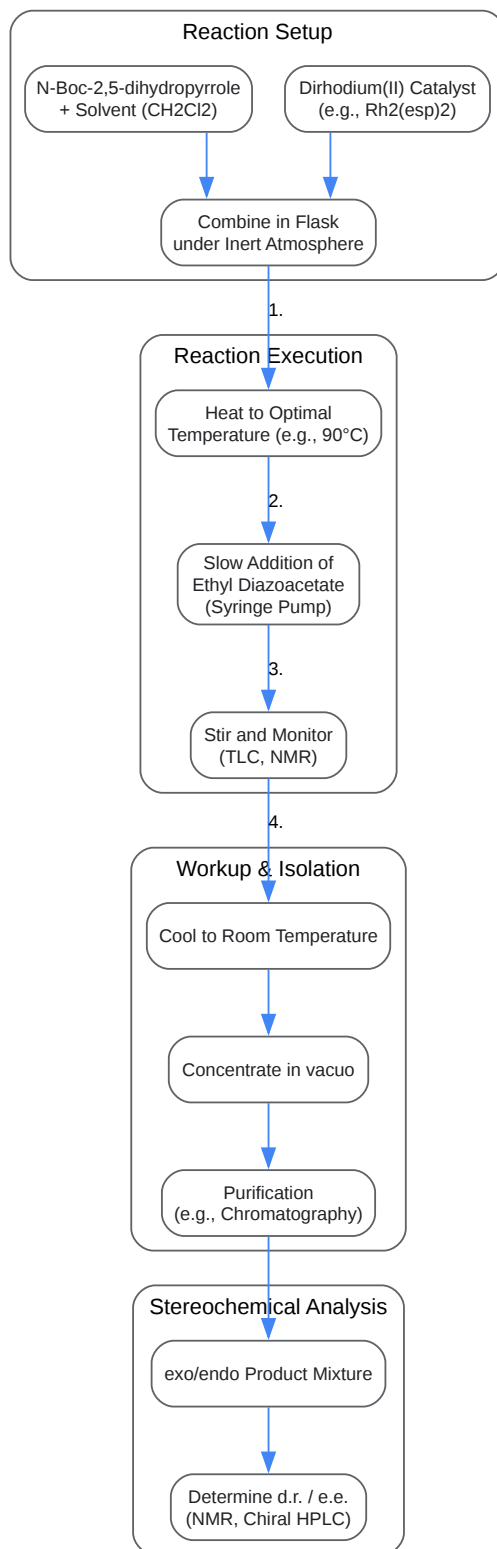 Reaction Setup
N-Boc-2,5-dihydropyrrole
+ Solvent (CH2Cl2)
Dirhodium(II) Catalyst
(e.g., Rh2(esp)2)
Combine in Flask
under Inert Atmosphere
1.
Reaction Execution
Heat to Optimal
Temperature (e.g., 90°C)
2.
Slow Addition of
Ethyl Diazoacetate
(Syringe Pump)
3.
Stir and Monitor
(TLC, NMR)
4.
Workup & Isolation
Cool to Room Temperature
Concentrate in vacuo
Purification
(e.g., Chromatography)
Stereochemical Analysis
exo/endo Product Mixture
Determine d.r. / e.e.
(NMR, Chiral HPLC)